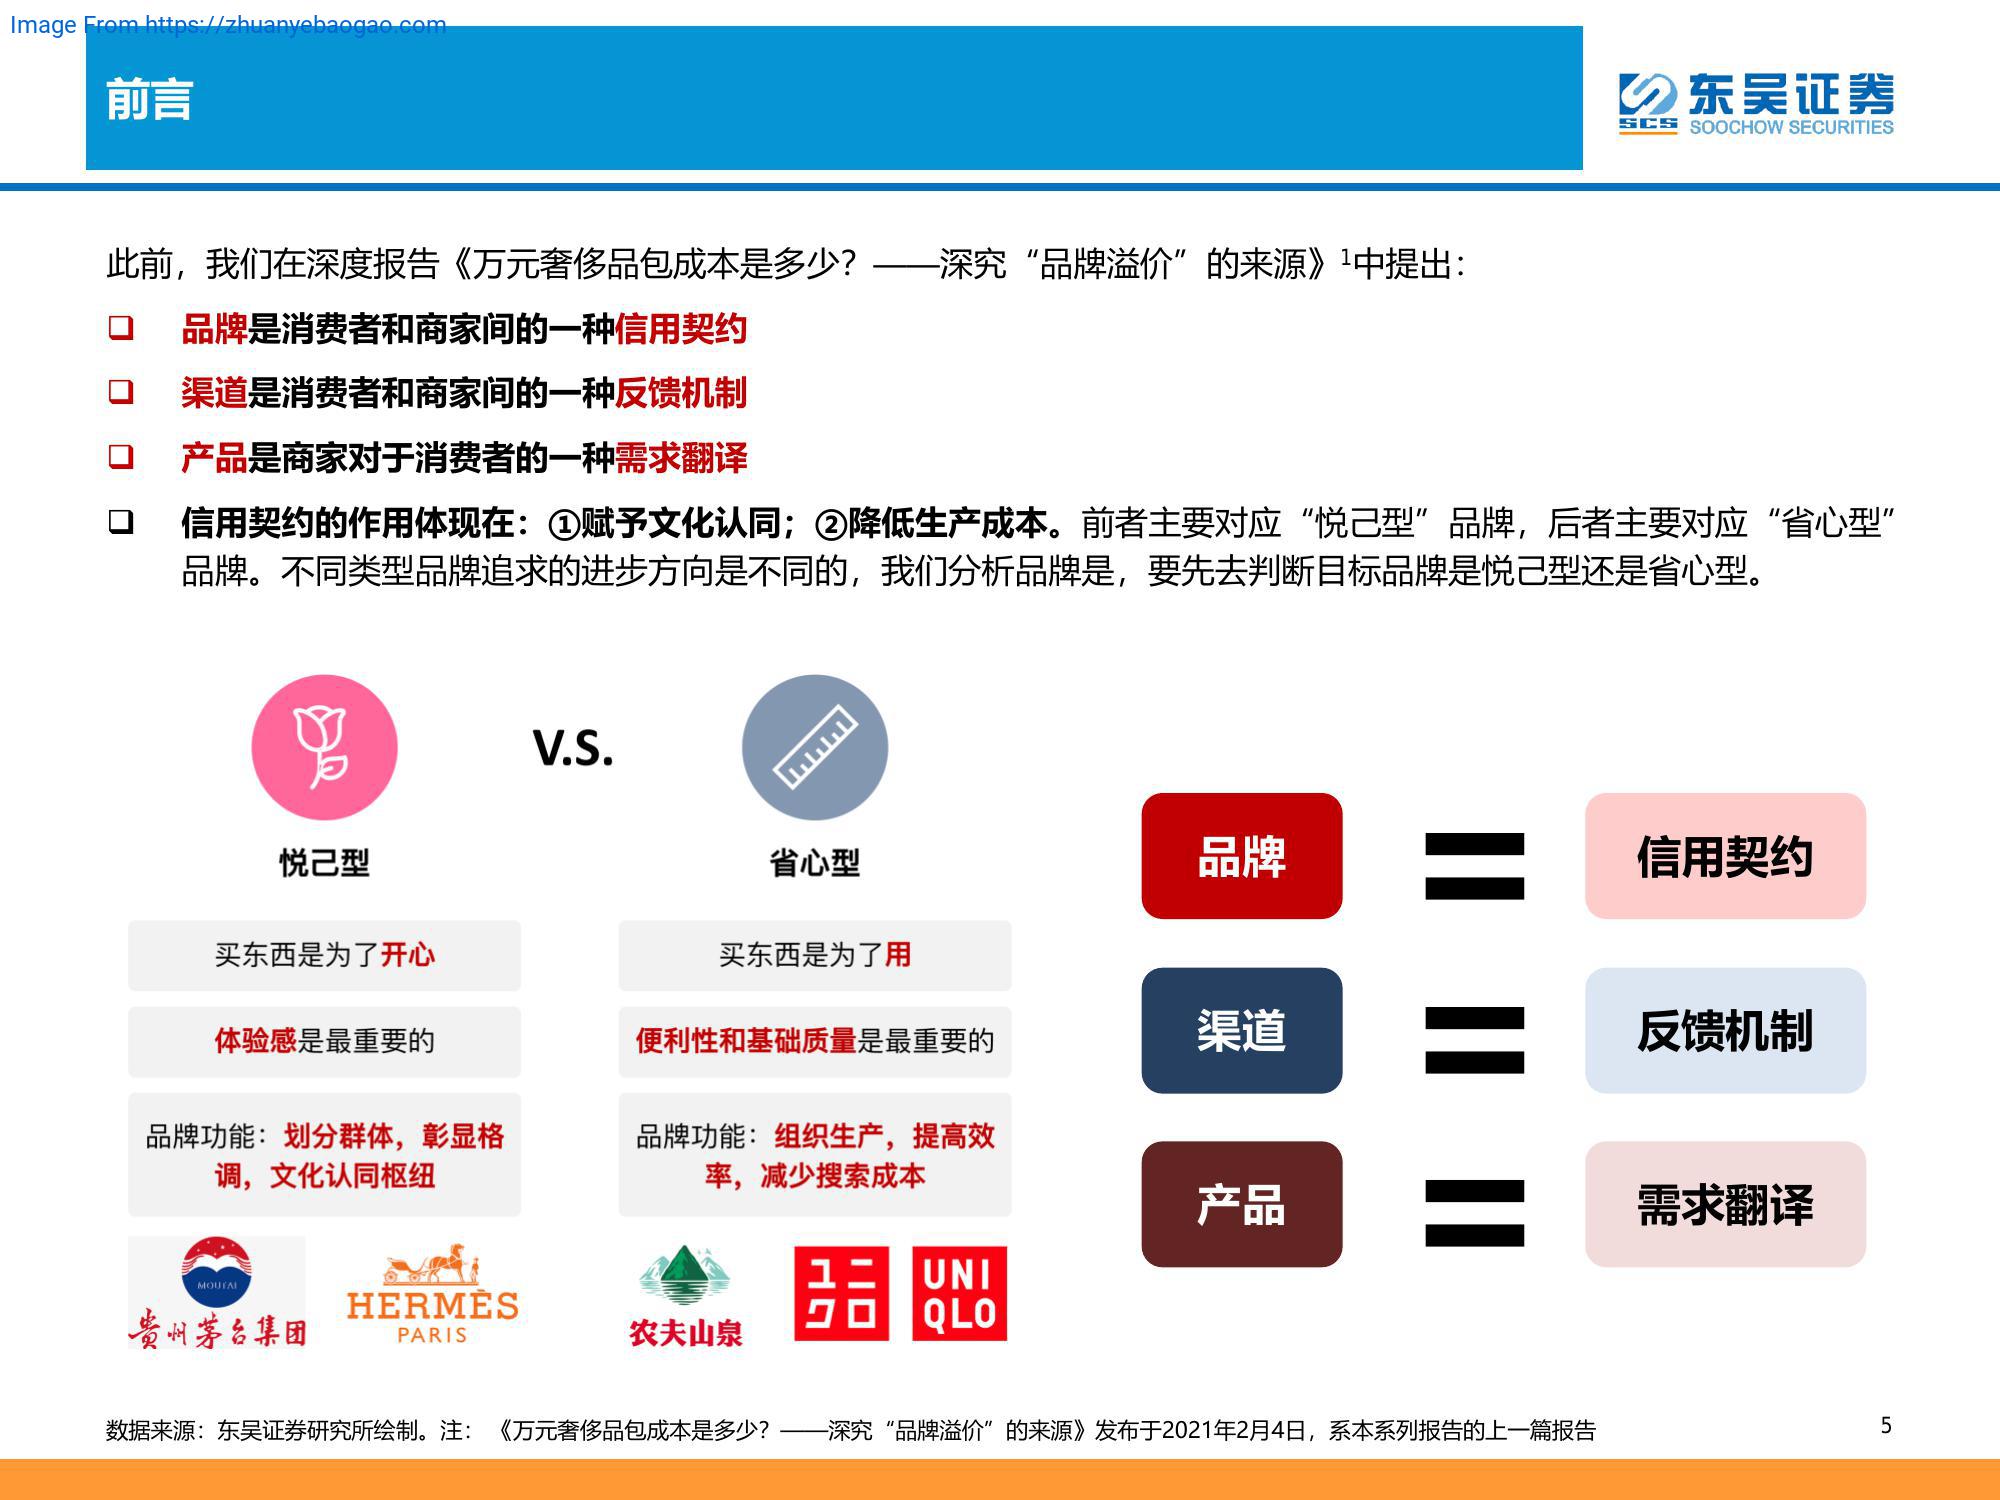 Image From https://zhuanyebaogao.com
前言
SCS
东吴证券
SOOCHOW SECURITIES
此前，我们在深度报告《万元奢侈品包成本是多少？——深究“品牌溢价”的来源》1中提出：
品牌是消费者和商家间的一种信用契约
渠道是消费者和商家间的一种反馈机制
产品是商家对于消费者的一种需求翻译
信用契约的作用体现在：①赋予文化认同；②降低生产成本。前者主要对应“悦己型”品牌，后者主要对应“省心型”
品牌。不同类型品牌追求的进步方向是不同的，我们分析品牌是，要先去判断目标品牌是悦己型还是省心型。
V.S.
悦己型
省心型
买东西是为了开心
买东西是为了用
体验感是最重要的
便利性和基础质量是最重要的
品牌功能：划分群体，彰显格
调，文化认同枢纽
品牌功能：组织生产，提高效
率，减少搜索成本
MOUTAI
贵州茅台集团
HERMÈS
PARIS
农夫山泉
ユニ
クロ
UNI
QLO
品牌
信用契约
渠道
反馈机制
产品
需求翻译
数据来源：东吴证券研究所绘制。注：《万元奢侈品包成本是多少？——深究“品牌溢价”的来源》发布于2021年2月4日，系本系列报告的上一篇报告
5